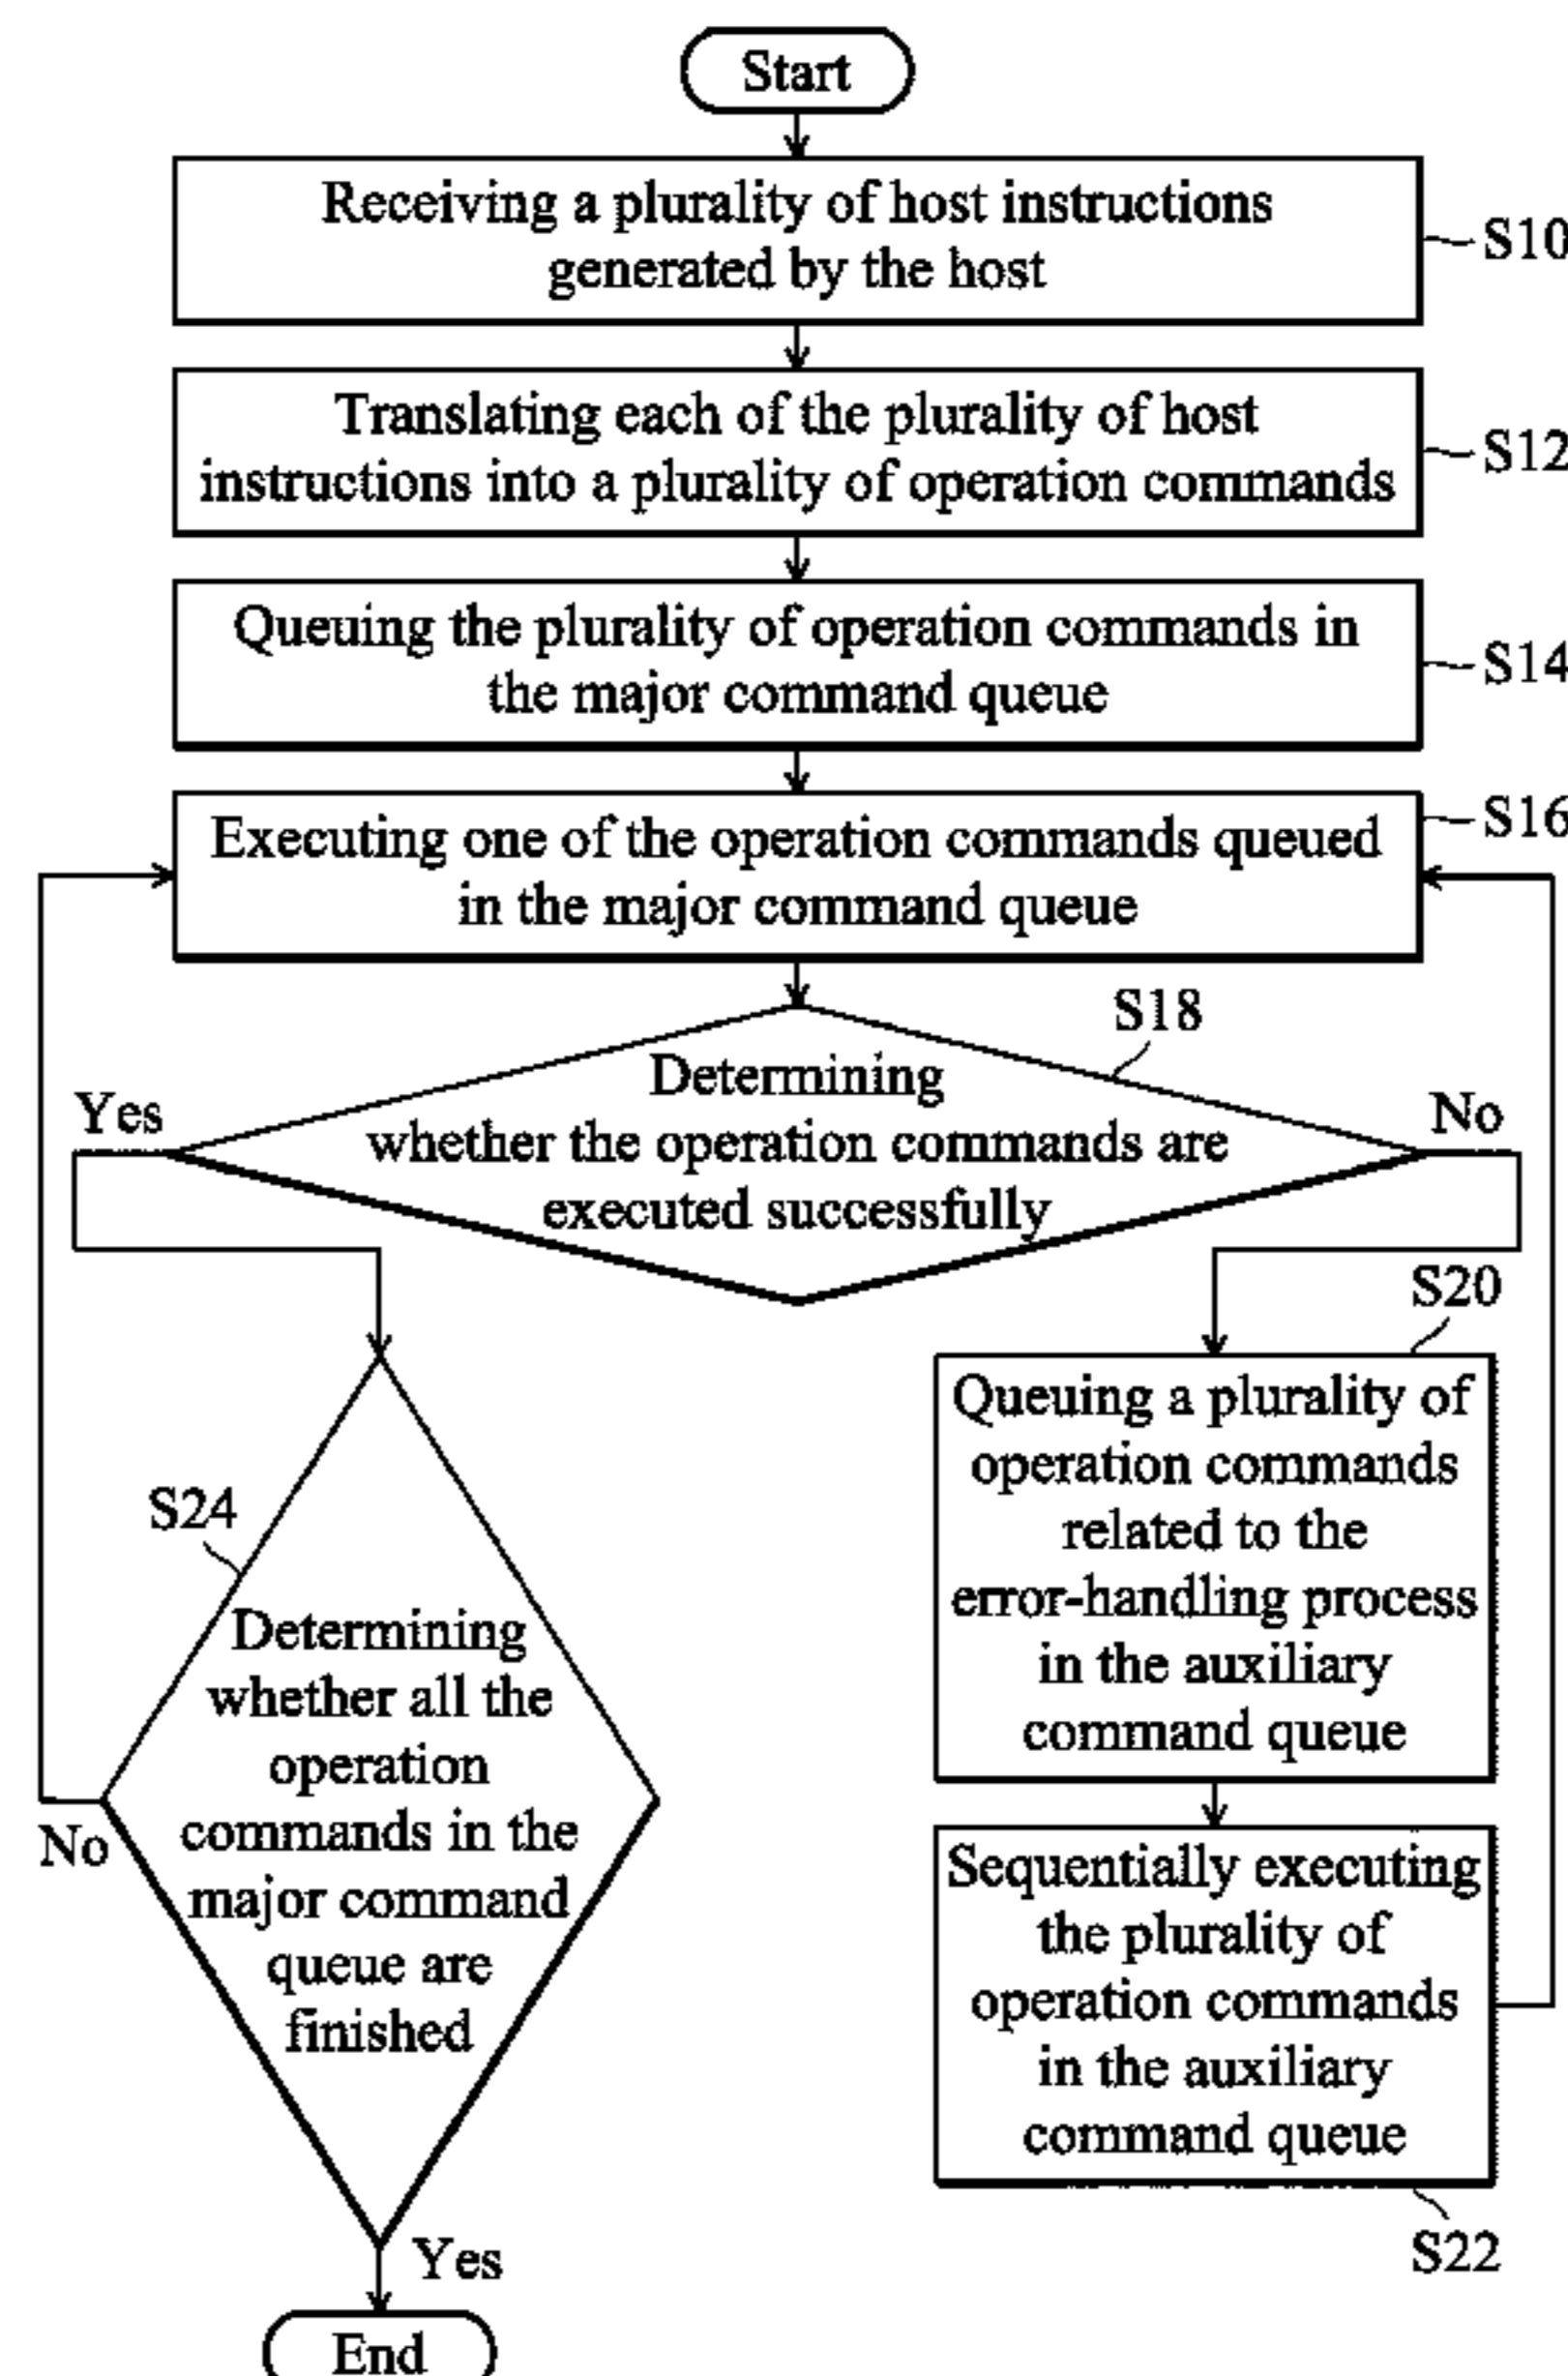 Start
Receiving a plurality of host instructions
generated by the host
S10
Translating each of the plurality of host
instructions into a plurality of operation commands
S12
Queuing the plurality of operation commands in
the major command queue
S14
Executing one of the operation commands queued
in the major command queue
S16
S18
Determining
whether the operation commands are
executed successfully
Yes
No
S20
Queuing a plurality of
operation commands
related to the
error-handling process
in the auxiliary
command queue
S24
Determining
whether all the
operation
commands in the
major command
queue are
finished
No
Sequentially executing
the plurality of
operation commands
in the auxiliary
command queue
S22
Yes
End